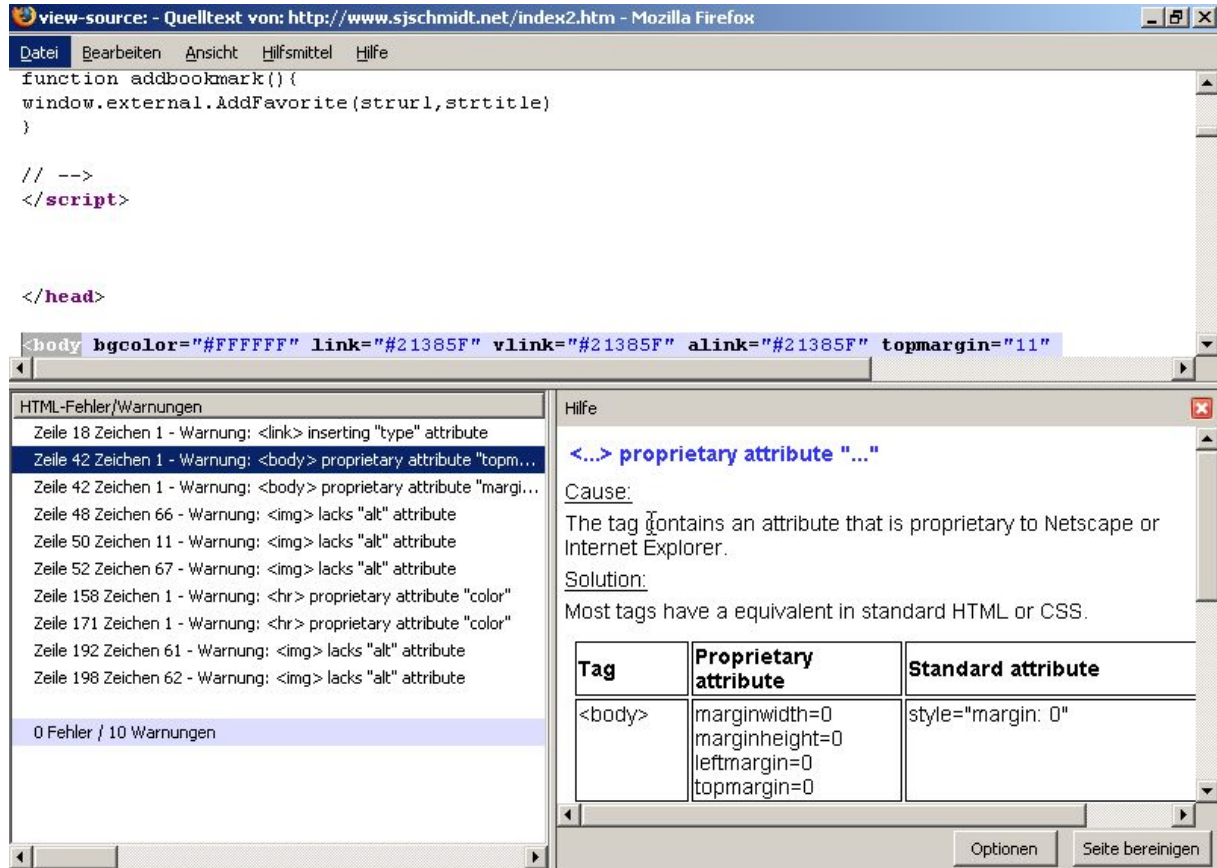 view-source: - Quelltext von: http://www.sjschmidt.net/index2.htm - Mozilla Firefox
Datei Bearbeiten Ansicht Hilfsmittel Hilfe
function addbookmark(){
window.external.AddFavorite(strurl,strtitle)
}
// -->
</script>
</head>
<body bgcolor="#FFFFFF" link="#21385F" vlink="#21385F" alink="#21385F" topmargin="11"
HTML-Fehler/Warnungen
Zeile 18 Zeichen 1 - Warnung: <link> inserting "type" attribute
Zeile 42 Zeichen 1 - Warnung: <body> proprietary attribute "topm...
Zeile 42 Zeichen 1 - Warnung: <body> proprietary attribute "margi...
Zeile 48 Zeichen 66 - Warnung: <img> lacks "alt" attribute
Zeile 50 Zeichen 11 - Warnung: <img> lacks "alt" attribute
Zeile 52 Zeichen 67 - Warnung: <img> lacks "alt" attribute
Zeile 158 Zeichen 1 - Warnung: <hr> proprietary attribute "color"
Zeile 171 Zeichen 1 - Warnung: <hr> proprietary attribute "color"
Zeile 192 Zeichen 61 - Warnung: <img> lacks "alt" attribute
Zeile 198 Zeichen 62 - Warnung: <img> lacks "alt" attribute
0 Fehler / 10 Warnungen
Hilfe
<...> proprietary attribute "..."
Cause:
The tag contains an attribute that is proprietary to Netscape or
Internet Explorer.
Solution:
Most tags have a equivalent in standard HTML or CSS.
Tag
Proprietary
attribute
Standard attribute
<body>
marginwidth=0
marginheight=0
leftmargin=0
topmargin=0
style="margin: 0"
Optionen
Seite bereinigen